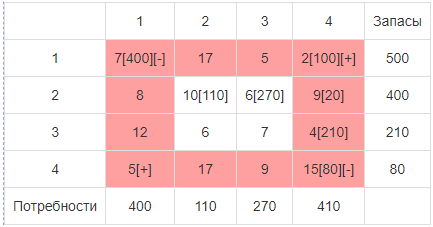 1 2 3 4 Запасы
1 7[400][-] 17 5 2[100][+] 500
2 8 10[110] 6[270] 9[20] 400
3 12 6 7 4[210] 210
4 5[+] 17 9 15[80][-] 80
Потребности 400 110 270 410